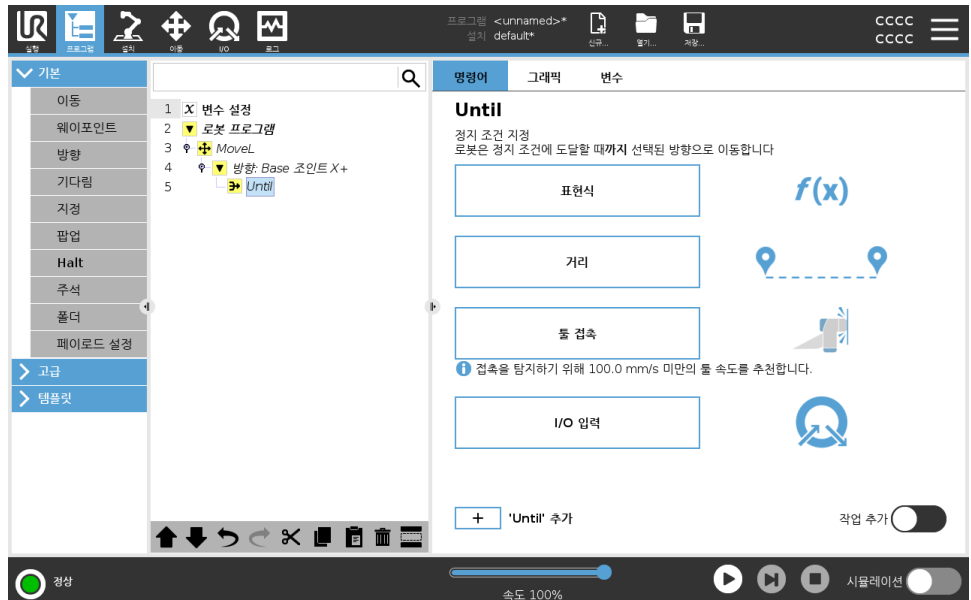 UR
실행
프로그램
설치
이동
I/O
로그
프로그램 <unnamed>*
설치 default*
신규...
열기...
저장...
cccc
cccc
기본
이동
웨이포인트
방향
기다림
지정
팝업
Halt
주석
폴더
페이로드 설정
고급
템플릿
1 x 변수 설정
2 로봇 프로그램
3 MoveL
4 방향: Base 조인트 X+
5 Until
명령어 그래픽 변수
Until
정지 조건 지정
로봇은 정지 조건에 도달할 때까지 선택된 방향으로 이동합니다
표현식
f(x)
거리
툴 접촉
접촉을 탐지하기 위해 100.0 mm/s 미만의 툴 속도를 추천합니다.
I/O 입력
+ 'Until' 추가
작업 추가
정상
속도 100%
시뮬레이션